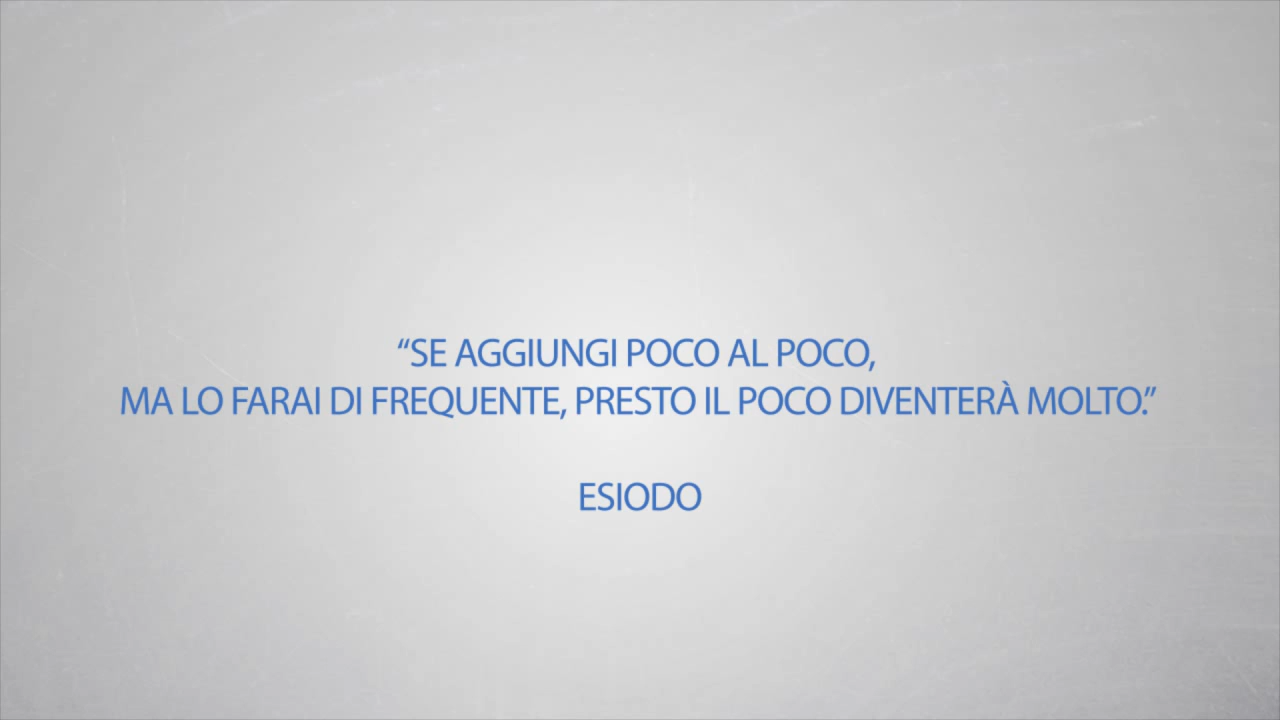 “SE AGGIUNGI POCO AL POCO,
MA LO FARAI DI FREQUENTE, PRESTO IL POCO DIVENTERÀ MOLTO.”
ESIODO